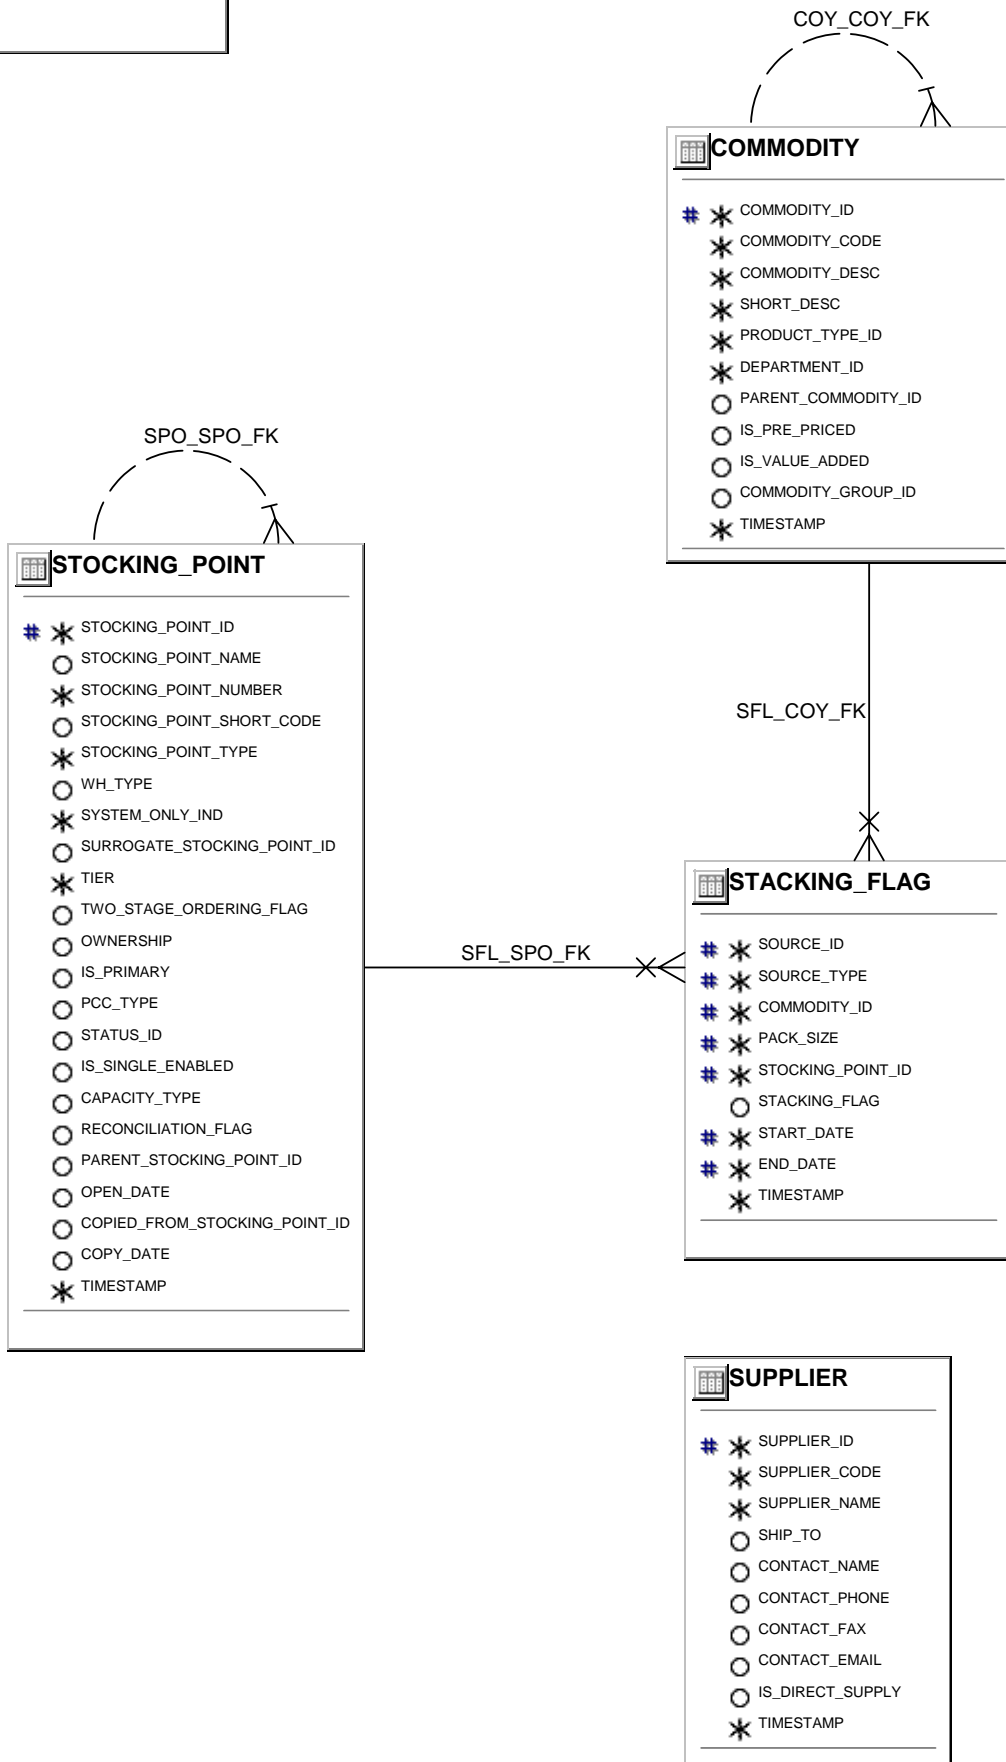 COY_COY_FK
COMMODITY
# * COMMODITY_ID
* COMMODITY_CODE
* COMMODITY_DESC
* SHORT_DESC
* PRODUCT_TYPE_ID
* DEPARTMENT_ID
O PARENT_COMMODITY_ID
O IS_PRE_PRICED
O IS_VALUE_ADDED
O COMMODITY_GROUP_ID
* TIMESTAMP
SPO_SPO_FK
STOCKING_POINT
# * STOCKING_POINT_ID
O STOCKING_POINT_NAME
* STOCKING_POINT_NUMBER
O STOCKING_POINT_SHORT_CODE
* STOCKING_POINT_TYPE
O WH_TYPE
* SYSTEM_ONLY_IND
O SURROGATE_STOCKING_POINT_ID
* TIER
O TWO_STAGE_ORDERING_FLAG
O OWNERSHIP
O IS_PRIMARY
O PCC_TYPE
O STATUS_ID
O IS_SINGLE_ENABLED
O CAPACITY_TYPE
O RECONCILIATION_FLAG
O PARENT_STOCKING_POINT_ID
O OPEN_DATE
O COPIED_FROM_STOCKING_POINT_ID
O COPY_DATE
* TIMESTAMP
SFL_COY_FK
SFL_SPO_FK
STACKING_FLAG
# * SOURCE_ID
# * SOURCE_TYPE
# * COMMODITY_ID
# * PACK_SIZE
# * STOCKING_POINT_ID
O STACKING_FLAG
# * START_DATE
# * END_DATE
* TIMESTAMP
SUPPLIER
# * SUPPLIER_ID
* SUPPLIER_CODE
* SUPPLIER_NAME
O SHIP_TO
O CONTACT_NAME
O CONTACT_PHONE
O CONTACT_FAX
O CONTACT_EMAIL
O IS_DIRECT_SUPPLY
* TIMESTAMP